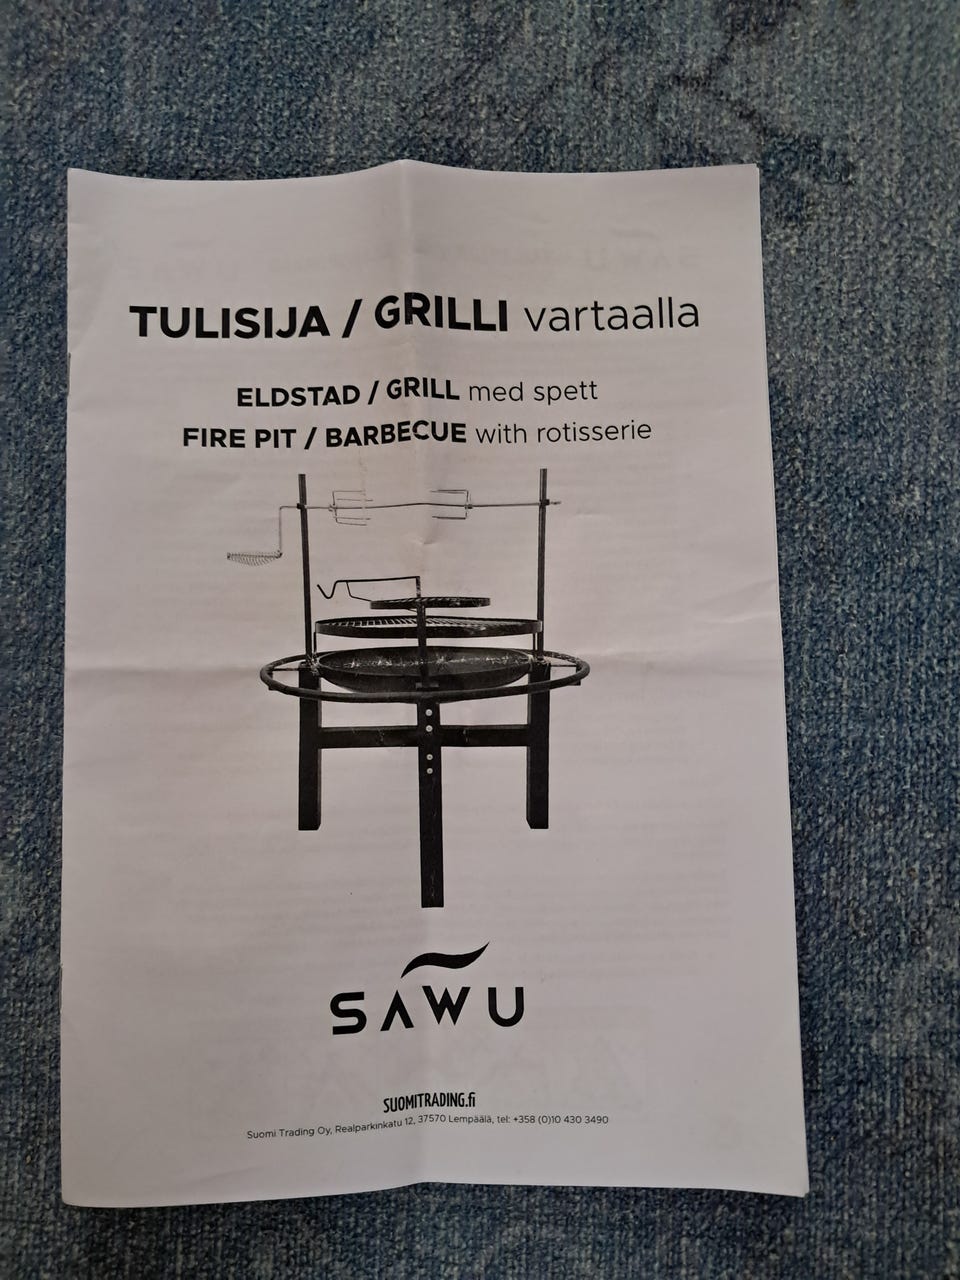 TULISIJA / GRILLI vartaalla
ELDSTAD / GRILL med spett
FIRE PIT / BARBECUE with rotisserie
SAWU
SUOMITRADING.fi
Suomi Trading Oy, Realparkinkatu 12, 37570 Lempäälä, tel: +358 (0)10 430 3490